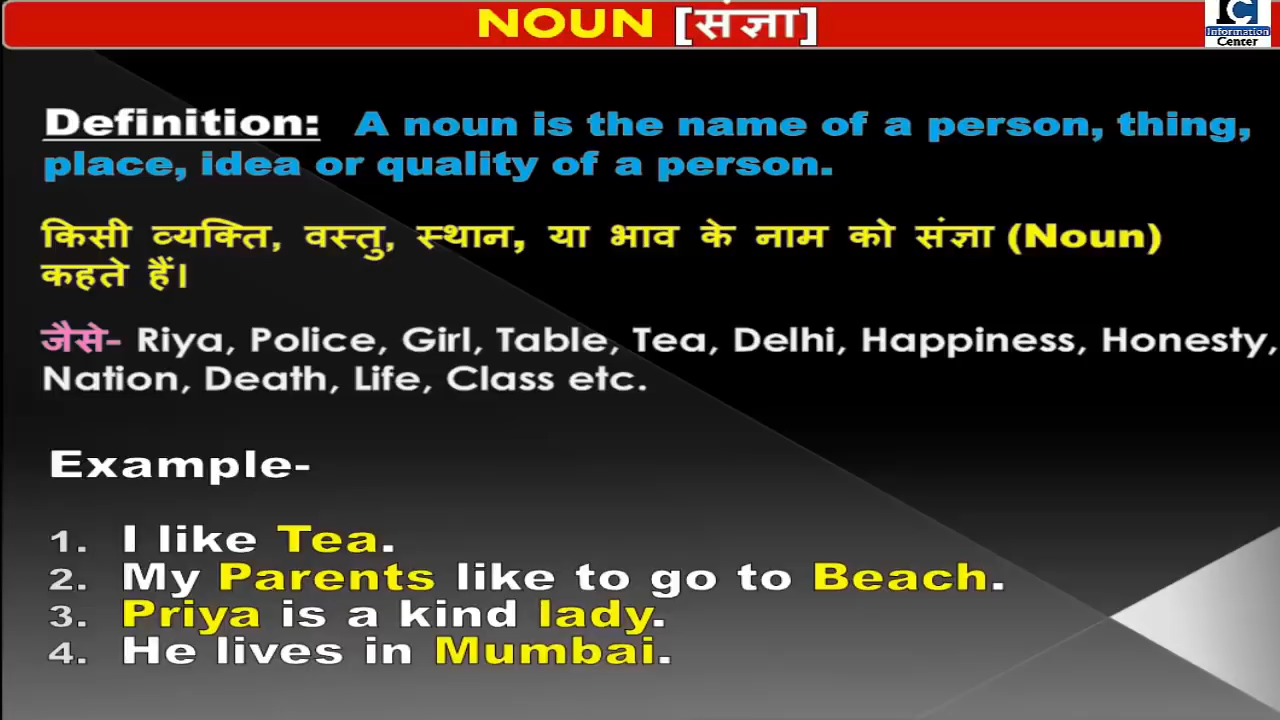 NOUN [संज्ञा]
IC
Information
Center
Definition: A noun is the name of a person, thing,
place, idea or quality of a person.
किसी व्यक्ति, वस्तु, स्थान, या भाव के नाम को संज्ञा (Noun)
कहते हैं।
जैसे- Riya, Police, Girl, Table, Tea, Delhi, Happiness, Honesty,
Nation, Death, Life, Class etc.
Example-
1. I like Tea.
2. My Parents like to go to Beach.
3. Priya is a kind lady.
4. He lives in Mumbai.